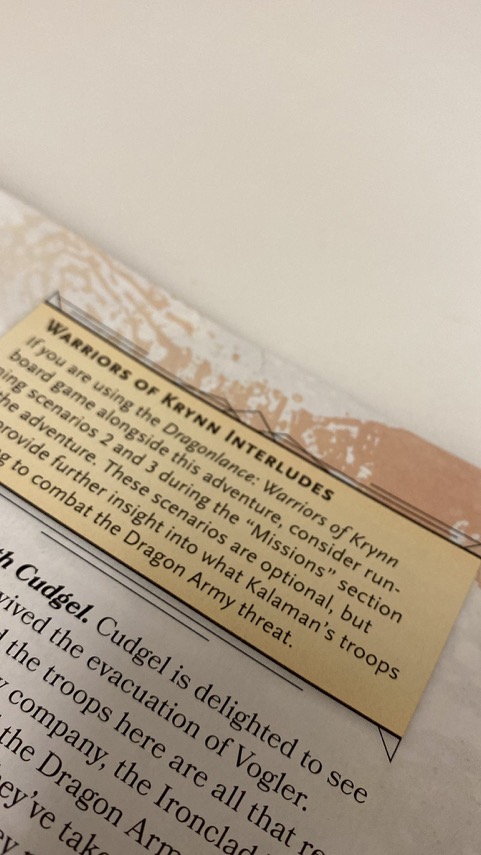 WARRIORS OF KRYNN INTERLUDES
If you are using the Dragonlance: Warriors of Krynn
board game alongside this adventure, consider run-
ning scenarios 2 and 3 during the “Missions” section
the adventure. These scenarios are optional, but
provide further insight into what Kalaman’s troops
to combat the Dragon Army threat.
Cudgel. Cudgel is delighted to see
the evacuation of Vogler.
the troops here are all that
company, the Ironclad
the Dragon